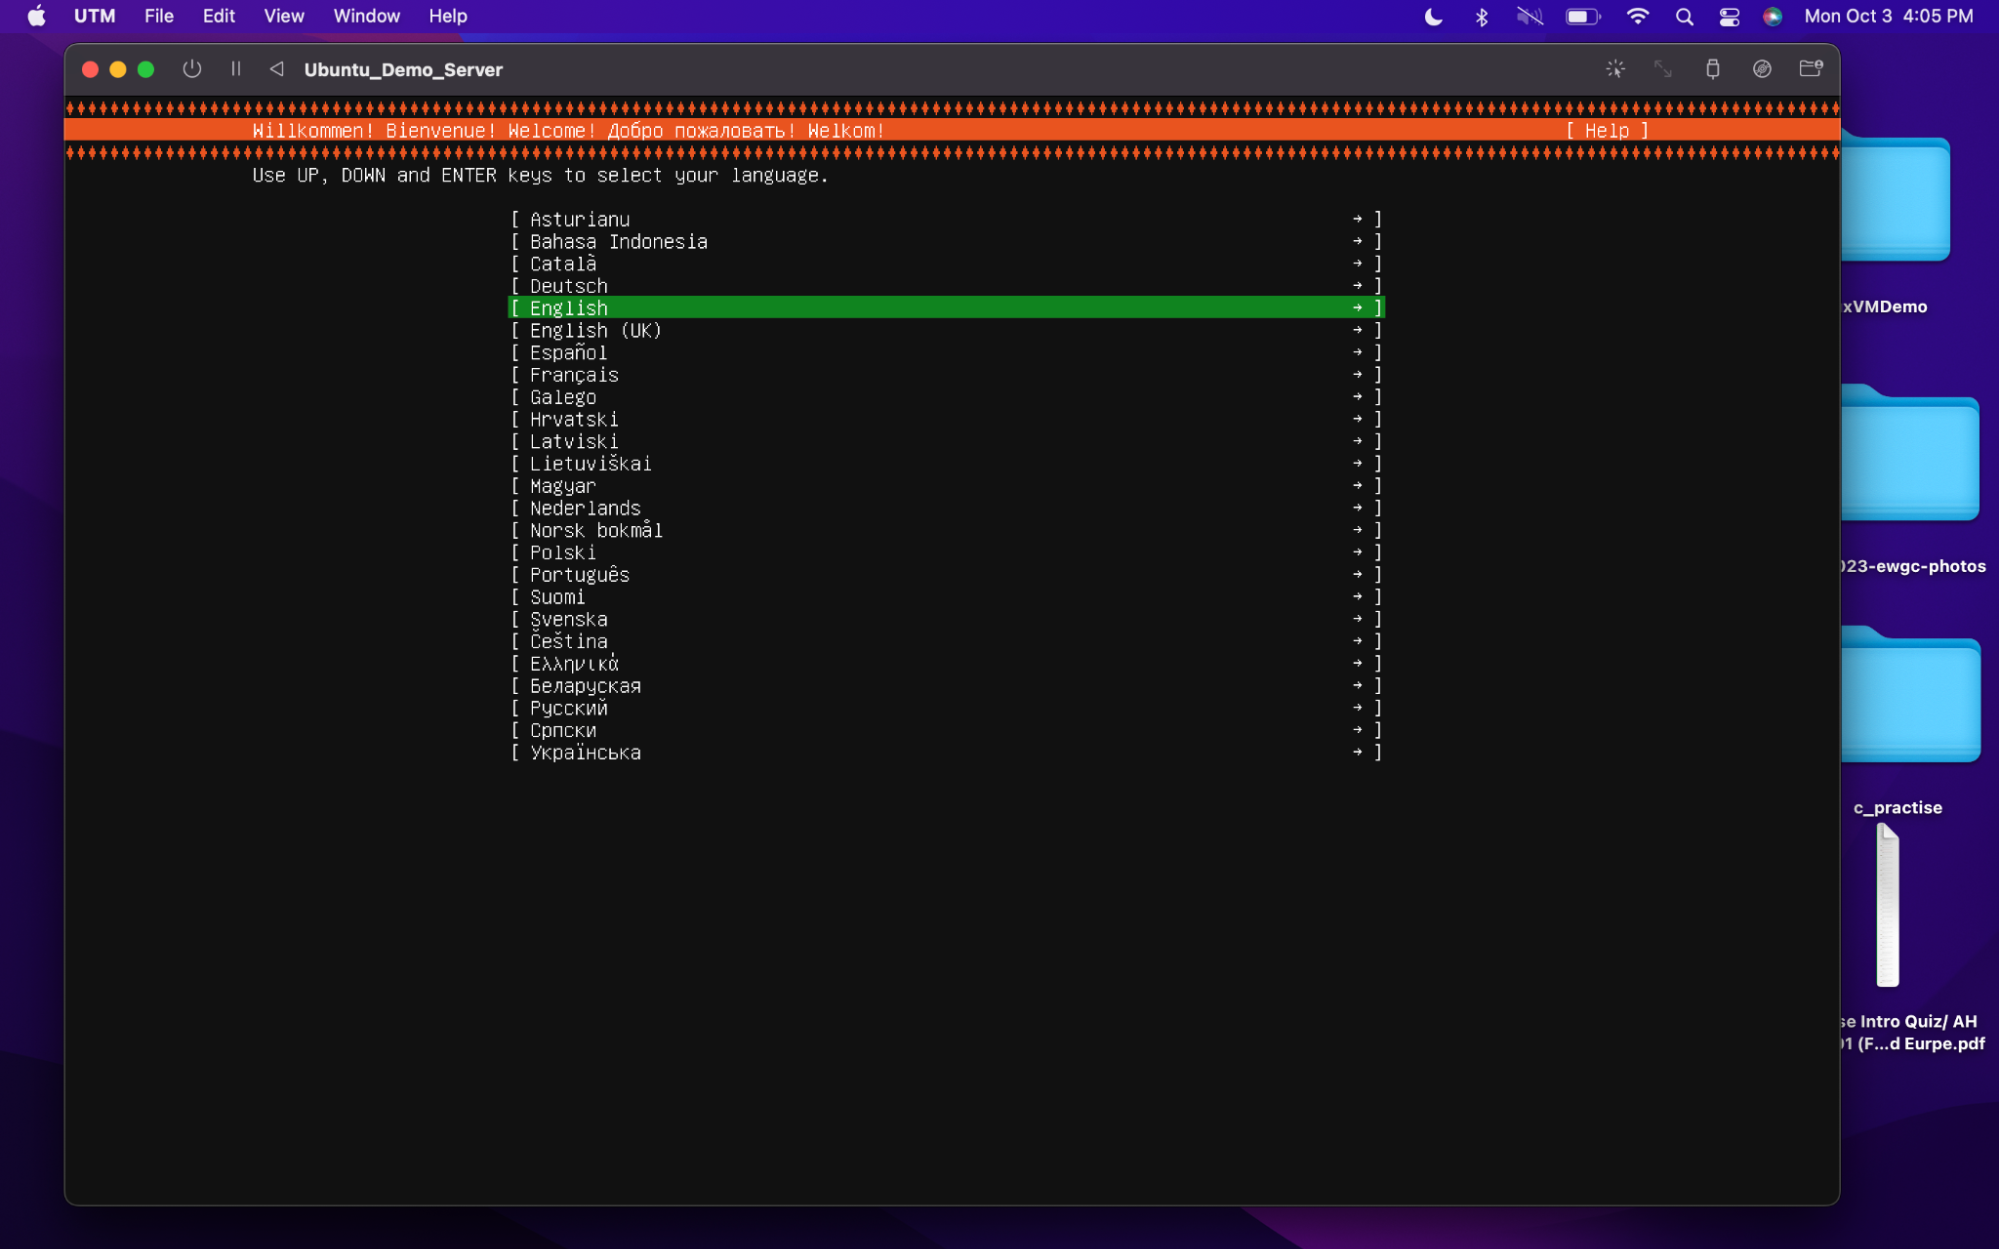 UTM File Edit View Window Help Mon Oct 3 4:05 PM
Ubuntu_Demo_Server
Willkommen! Bienvenue! Welcome! Добро пожаловать! Welkom! [ Help ]
Use UP, DOWN and ENTER keys to select your language.
[ Asturianu → ]
[ Bahasa Indonesia → ]
[ Català → ]
[ Deutsch → ]
[ English → ]
[ English (UK) → ]
[ Español → ]
[ Français → ]
[ Galego → ]
[ Hrvatski → ]
[ Latviski → ]
[ Lietuviškai → ]
[ Magyar → ]
[ Nederlands → ]
[ Norsk bokmål → ]
[ Polski → ]
[ Português → ]
[ Suomi → ]
[ Svenska → ]
[ Čeština → ]
[ Ελληνικά → ]
[ Беларуская → ]
[ Русский → ]
[ Српски → ]
[ Українська → ]
xVMDemo
023-ewgc-photos
c_practise
se Intro Quiz/ AH
01 (F...d Eurpe.pdf